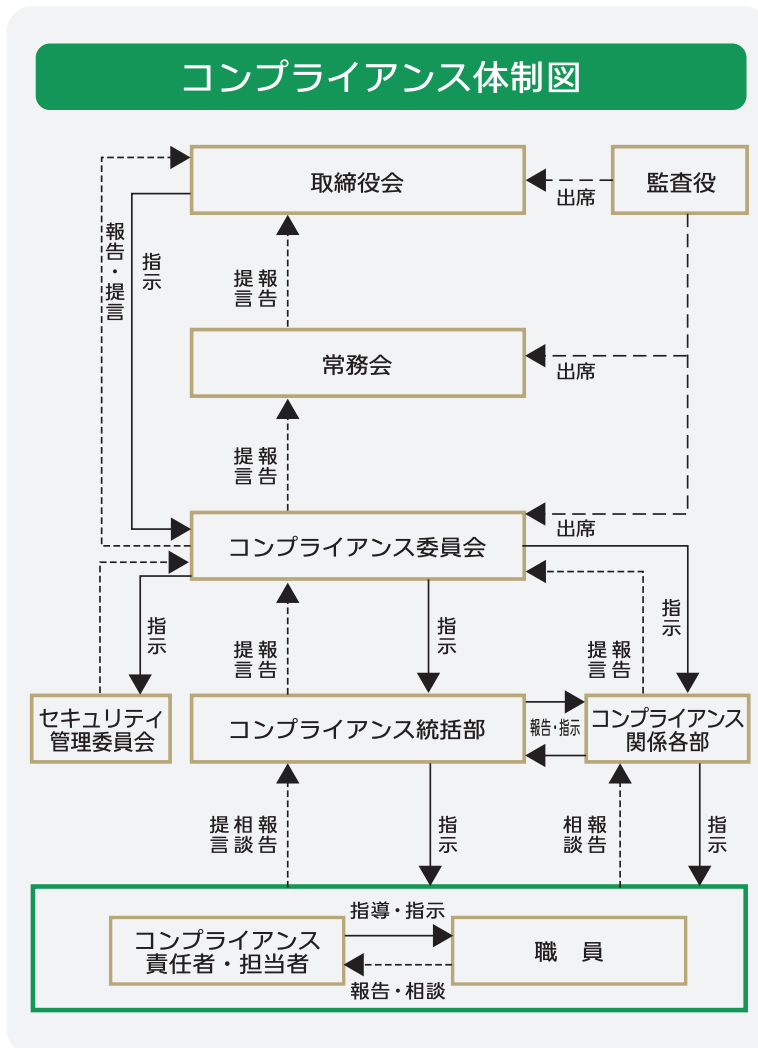 コンプライアンス体制図
取締役会
監査役
出席
報告・提言
指示
報告
提言
常務会
出席
報告
提言
コンプライアンス委員会
出席
指示
報告
提言
指示
報告
提言
指示
セキュリティ
管理委員会
コンプライアンス統括部
報告・指示
コンプライアンス
関係各部
報告
相談
提言
指示
報告
相談
指示
コンプライアンス
責任者・担当者
指導・指示
報告・相談
職　員